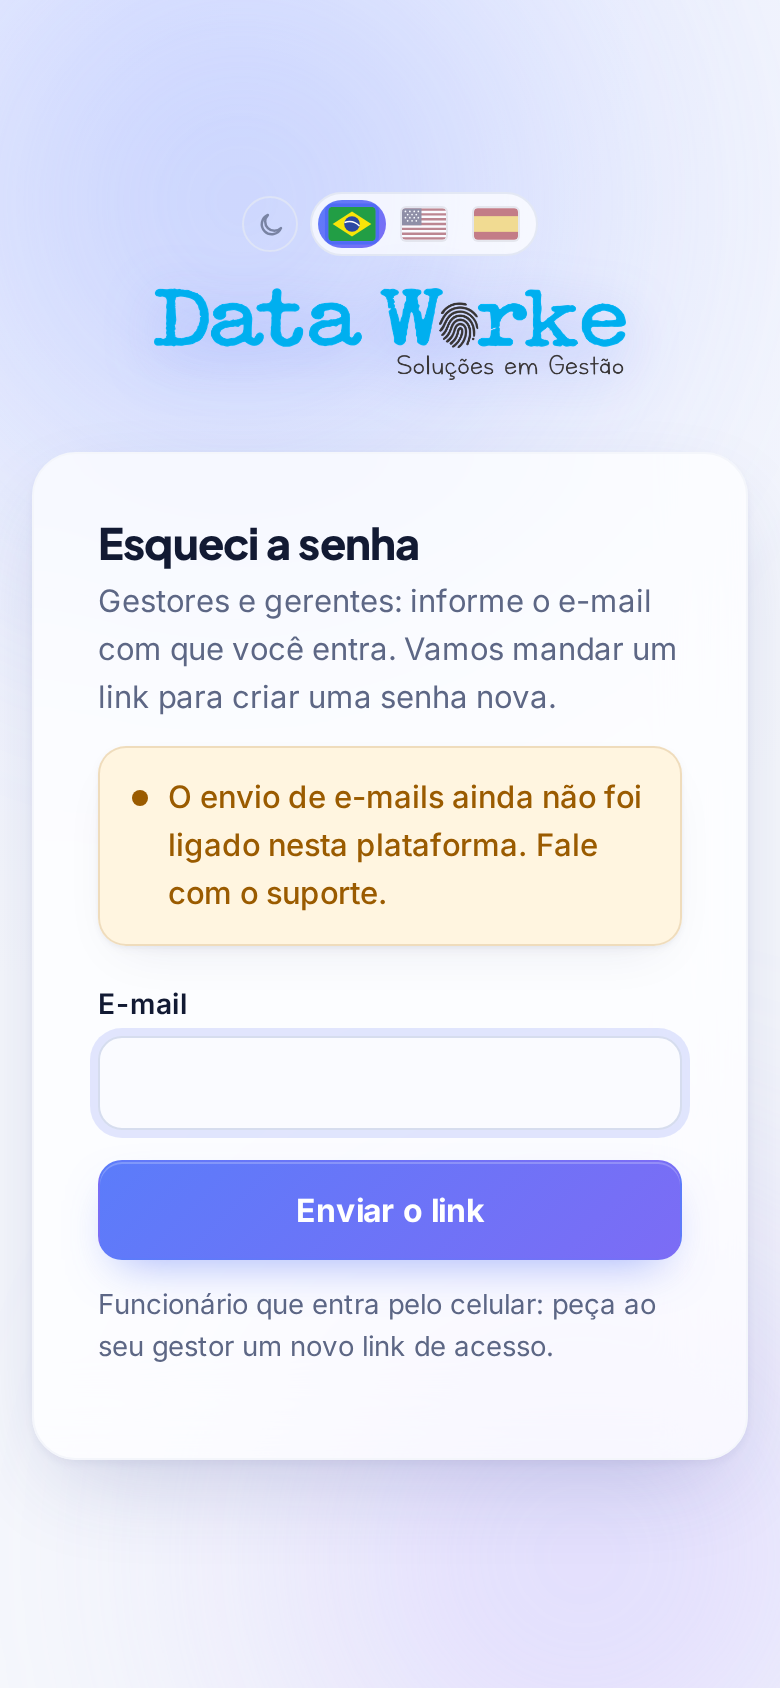 Data Worke
Soluções em Gestão
Esqueci a senha
Gestores e gerentes: informe o e-mail
com que você entra. Vamos mandar um
link para criar uma senha nova.
O envio de e-mails ainda não foi
ligado nesta plataforma. Fale
com o suporte.
E-mail
Enviar o link
Funcionário que entra pelo celular: peça ao
seu gestor um novo link de acesso.